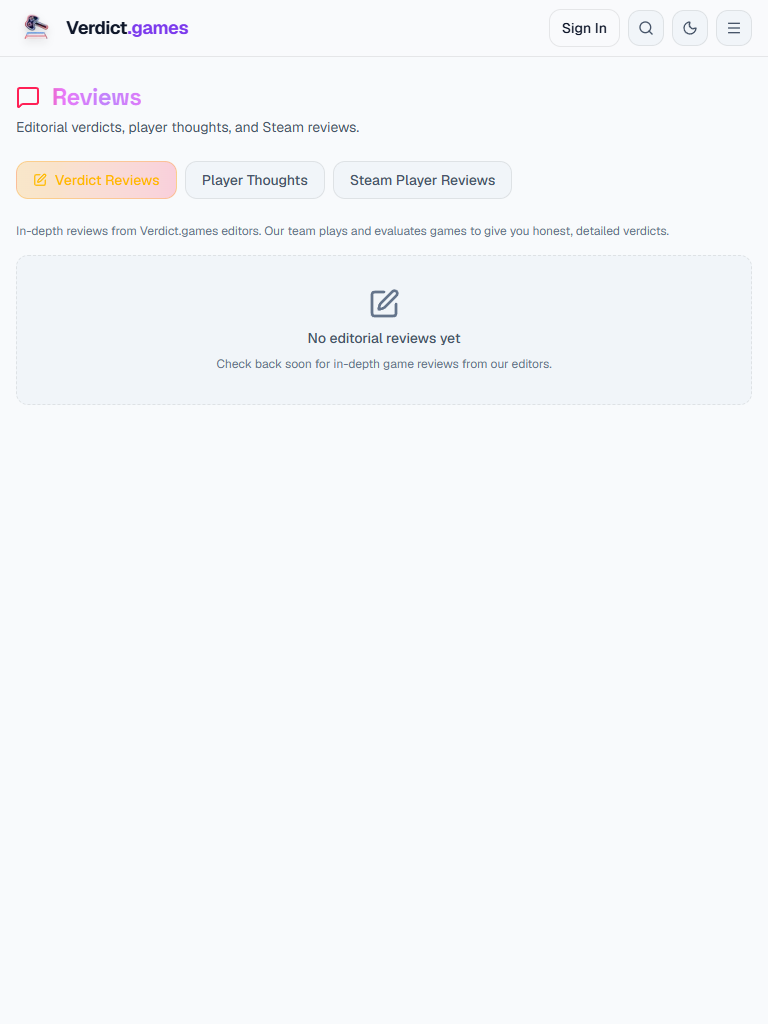 Verdict.games
Sign In
Reviews
Editorial verdicts, player thoughts, and Steam reviews.
Verdict Reviews
Player Thoughts
Steam Player Reviews
In-depth reviews from Verdict.games editors. Our team plays and evaluates games to give you honest, detailed verdicts.
No editorial reviews yet
Check back soon for in-depth game reviews from our editors.